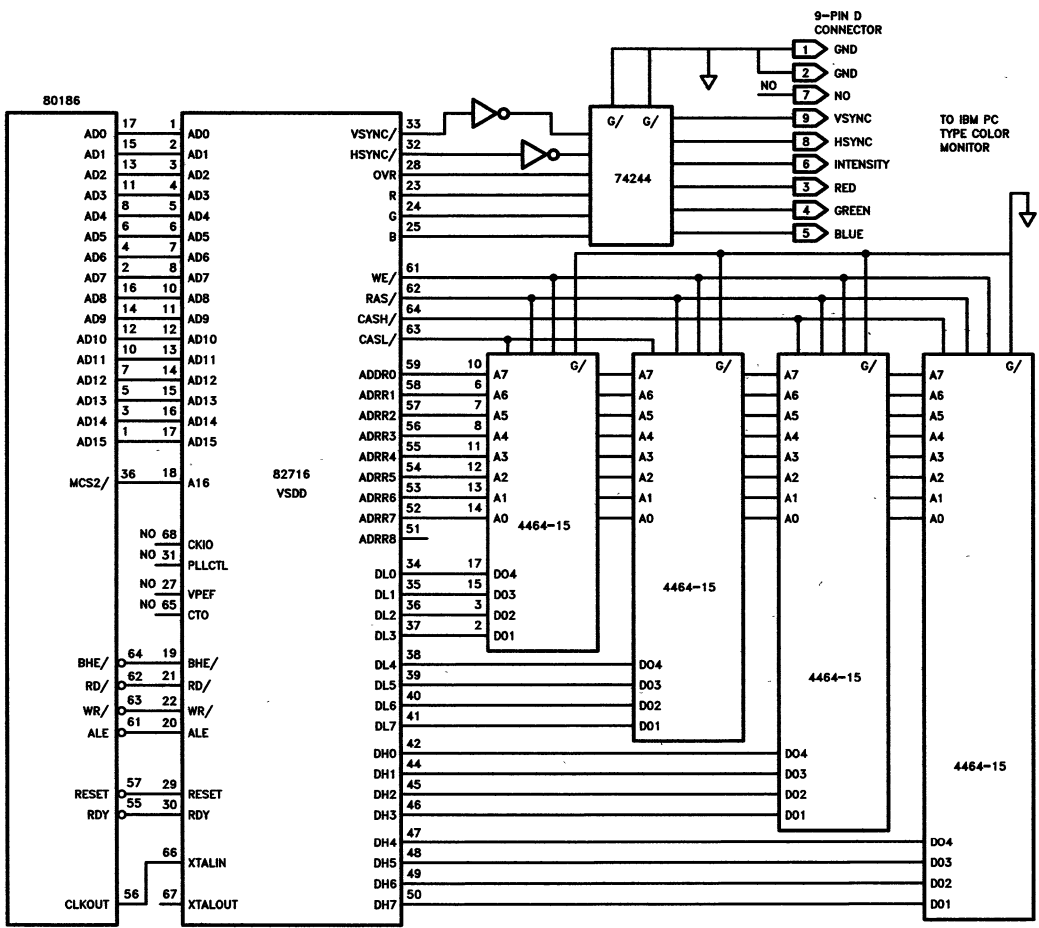 9-PIN D
CONNECTOR
1 GND
2 GND
NO 7 NO
9 VSYNC
8 HSYNC
6 INTENSITY
3 RED
4 GREEN
5 BLUE
TO IBM PC
TYPE COLOR
MONITOR
G/ G/
74244
80186
AD0 17 1 AD0
AD1 15 2 AD1
AD2 13 3 AD2
AD3 11 4 AD3
AD4 8 5 AD4
AD5 6 6 AD5
AD6 4 7 AD6
AD7 2 8 AD7
AD8 16 10 AD8
AD9 14 11 AD9
AD10 12 12 AD10
AD11 10 13 AD11
AD12 7 14 AD12
AD13 5 15 AD13
AD14 3 16 AD14
AD15 1 17 AD15
MCS2/ 36 18 A16
NO 68 CKIO
NO 31 PLLCTL
NO 27 VPEF
NO 65 CTO
BHE/ 64 19 BHE/
RD/ 62 21 RD/
WR/ 63 22 WR/
ALE 61 20 ALE
RESET 57 29 RESET
RDY 55 30 RDY
66 XTALIN
CLKOUT 56 67 XTALOUT
82716
VSDD
VSYNC/ 33
HSYNC/ 32
OVR 28
R 23
G 24
B 25
WE/ 61
RAS/ 62
CASH/ 64
CASL/ 63
ADDR0 59 10 A7
ADRR1 58 6 A6
ADRR2 57 7 A5
ADRR3 56 8 A4
ADRR4 55 11 A3
ADRR5 54 12 A2
ADRR6 53 13 A1
ADRR7 52 14 A0
ADRR8 51
DL0 34 17 DO4
DL1 35 15 DO3
DL2 36 3 DO2
DL3 37 2 DO1
DL4 38
DL5 39
DL6 40
DL7 41
DH0 42
DH1 44
DH2 45
DH3 46
DH4 47
DH5 48
DH6 49
DH7 50
G/
4464-15
G/
A7
A6
A5
A4
A3
A2
A1
A0
4464-15
DO4
DO3
DO2
DO1
G/
A7
A6
A5
A4
A3
A2
A1
A0
4464-15
DO4
DO3
DO2
DO1
G/
A7
A6
A5
A4
A3
A2
A1
A0
4464-15
DO4
DO3
DO2
DO1